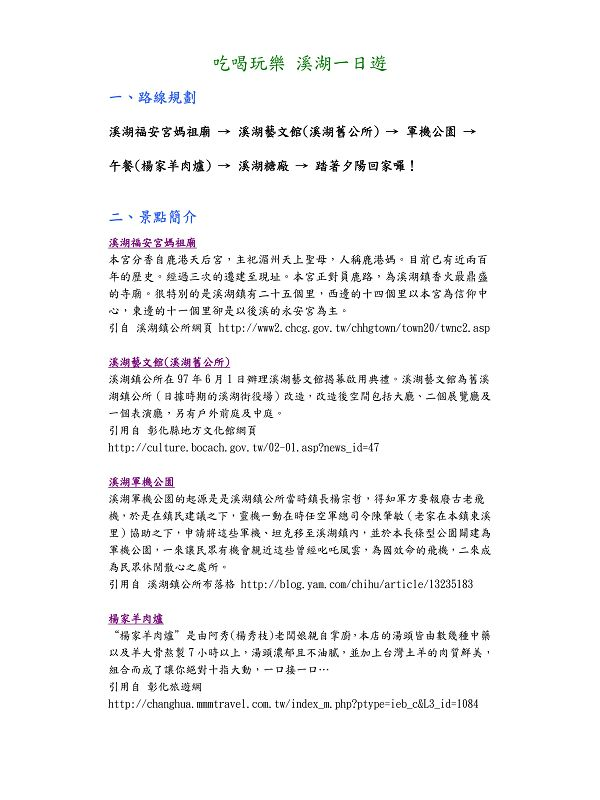 吃喝玩樂 溪湖一日遊
一、路線規劃
溪湖福安宮媽祖廟 → 溪湖藝文館(溪湖舊公所) → 軍機公園 →
午餐(楊家羊肉爐) → 溪湖糖廠 → 踏著夕陽回家囉！
二、景點簡介
溪湖福安宮媽祖廟
本宮分香自鹿港天后宮，主祀湄州天上聖母，人稱鹿港媽。目前已有近兩百
年的歷史。經過三次的遷建至現址。本宮正對員鹿路，為溪湖鎮香火最鼎盛
的寺廟。很特別的是溪湖鎮有二十五個里，西邊的十四個里以本宮為信仰中
心，東邊的十一個里卻是以後溪的永安宮為主。
引自 溪湖鎮公所網頁 http://www2.chcg.gov.tw/chhgtown/town20/twnc2.asp
溪湖藝文館(溪湖舊公所)
溪湖鎮公所在 97 年 6 月 1 日辦理溪湖藝文館揭幕啟用典禮。溪湖藝文館為舊溪
湖鎮公所（日據時期的溪湖街役場）改造，改造後空間包括大廳、二個展覽廳及
一個表演廳，另有戶外前庭及中庭。
引用自 彰化縣地方文化館網頁
http://culture.bocach.gov.tw/02-01.asp?news_id=47
溪湖軍機公園
溪湖軍機公園的起源是是溪湖鎮公所當時鎮長楊宗哲，得知軍方要報廢古老飛
機，於是在鎮民建議之下，靈機一動在時任空軍總司令陳肇敏（老家在本鎮東溪
里）協助之下，申請將這些軍機、坦克移至溪湖鎮內，並於本長條型公園闢建為
軍機公園，一來讓民眾有機會親近這些曾經叱吒風雲，為國效命的飛機，二來成
為民眾休閒散心之處所。
引用自 溪湖鎮公所布落格 http://blog.yam.com/chihu/article/13235183
楊家羊肉爐
“楊家羊肉爐”是由阿秀(楊秀枝)老闆娘親自掌廚，本店的湯頭皆由數幾種中藥
以及羊大骨熬製 7 小時以上，湯頭濃郁且不油膩，並加上台灣土羊的肉質鮮美，
組合而成了讓你絕對十指大動，一口接一口…
引用自 彰化旅遊網
http://changhua.mmmtravel.com.tw/index_m.php?ptype=ieb_c&L3_id=1084